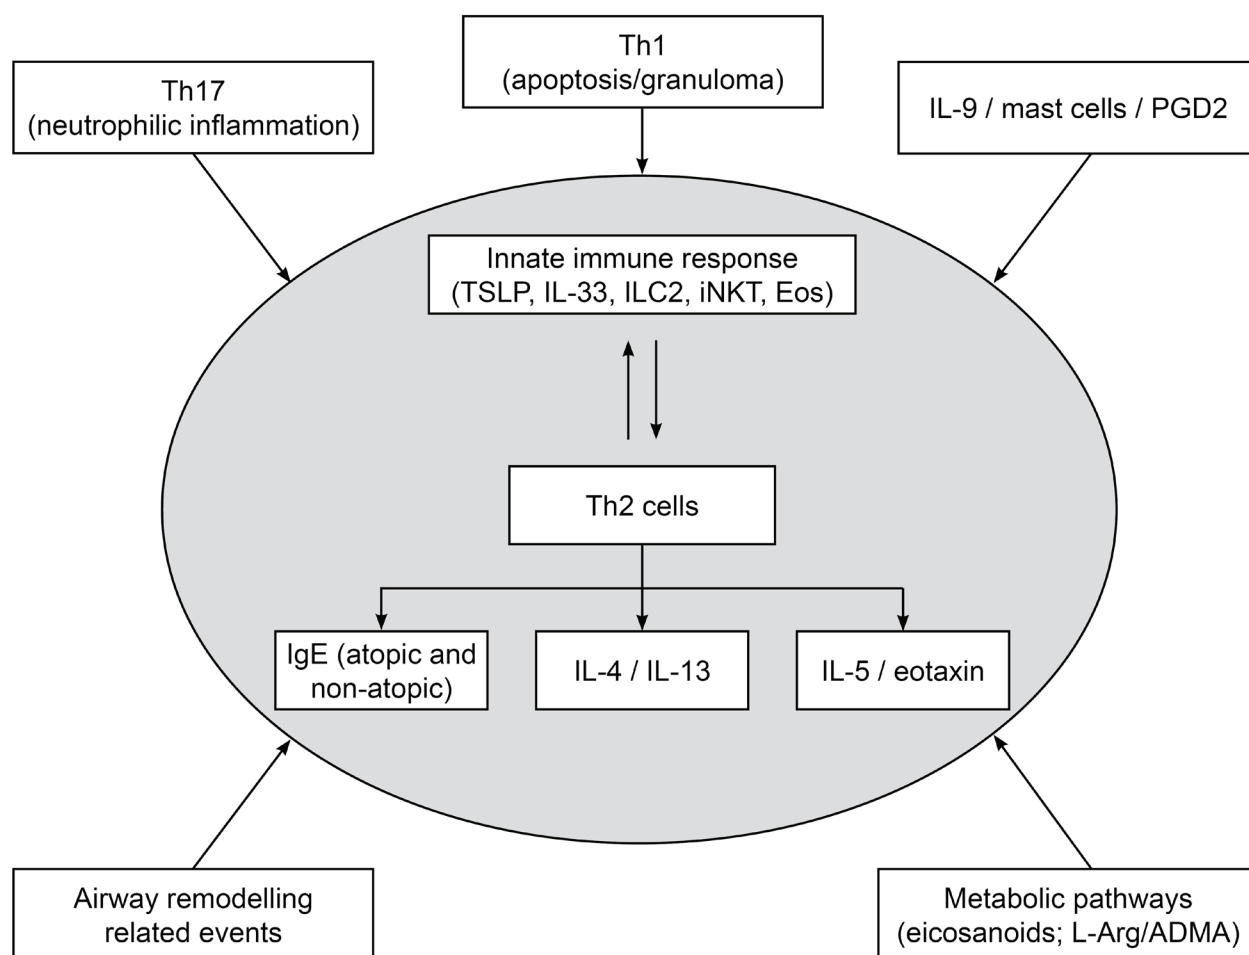 Th1
(apoptosis/granuloma)
Th17
(neutrophilic inflammation)
IL-9 / mast cells / PGD2
Innate immune response
(TSLP, IL-33, ILC2, iNKT, Eos)
Th2 cells
IgE (atopic and
non-atopic)
IL-4 / IL-13
IL-5 / eotaxin
Airway remodelling
related events
Metabolic pathways
(eicosanoids; L-Arg/ADMA)